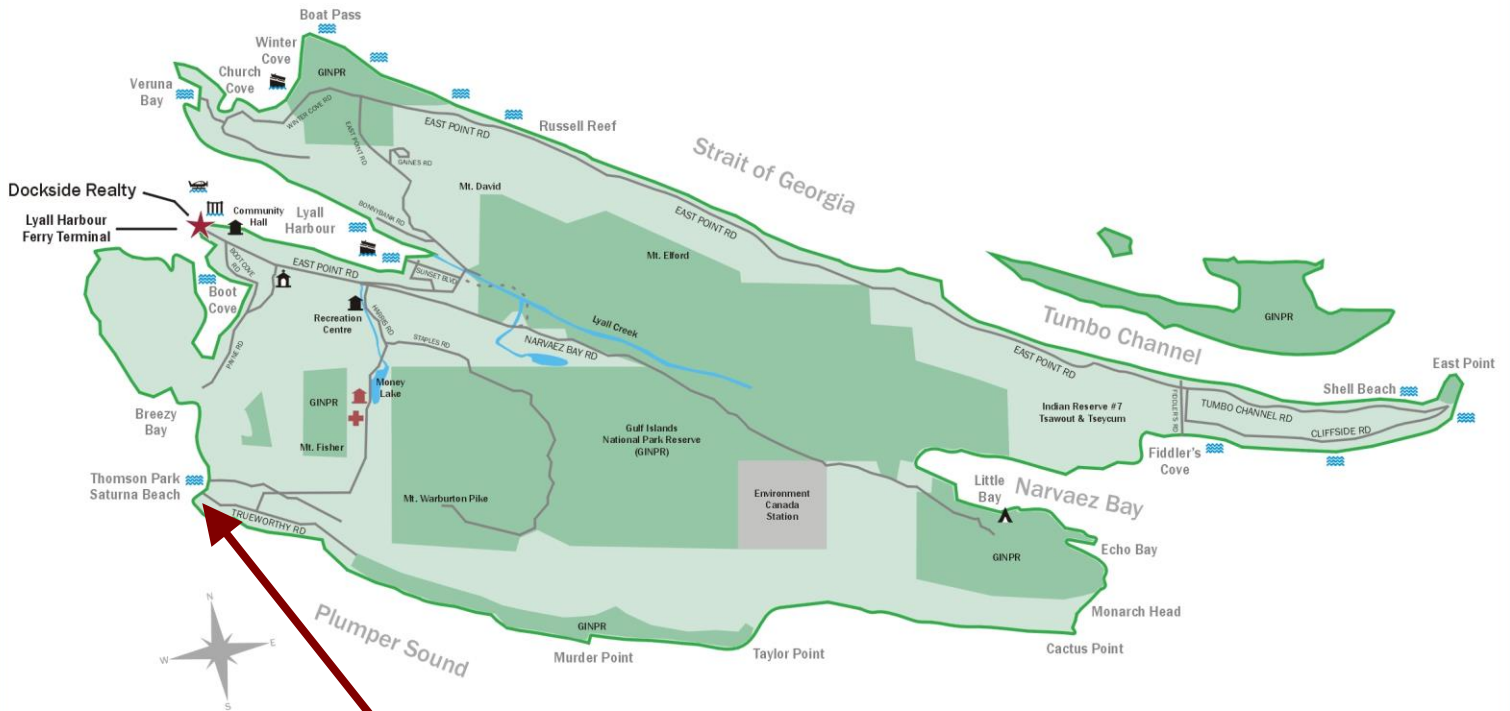 Boat Pass
Winter
Cove
Church
Cove
GINPR
Veruna
Bay
WINTER COVE RD
EAST POINT RD
EAST POINT RD
Russell Reef
GAINES RD
Strait of Georgia
Mt. David
Dockside Realty
Lyall Harbour
Ferry Terminal
Community
Hall
Lyall
Harbour
BONNYBANK RD
EAST POINT RD
Mt. Elford
BOOT COVE
RD
EAST POINT RD
SUNSET BLVD
Boot
Cove
Recreation
Centre
HARRIS RD
STAPLES RD
NARVAEZ BAY RD
Lyall Creek
Tumbo Channel
GINPR
EAST POINT RD
East Point
Shell Beach
PAYNE RD
Money
Lake
GINPR
Breezy
Bay
Mt. Fisher
Gulf Islands
National Park Reserve
(GINPR)
Indian Reserve #7
Tsawout & Tseycum
FIDDLER'S RD
TUMBO CHANNEL RD
CLIFFSIDE RD
Fiddler's
Cove
Thomson Park
Saturna Beach
Mt. Warburton Pike
Environment
Canada
Station
Little
Bay
Narvaez Bay
TRUEWORTHY RD
GINPR
Echo Bay
Monarch Head
Plumper Sound
GINPR
Murder Point
Taylor Point
Cactus Point
N
W
E
S